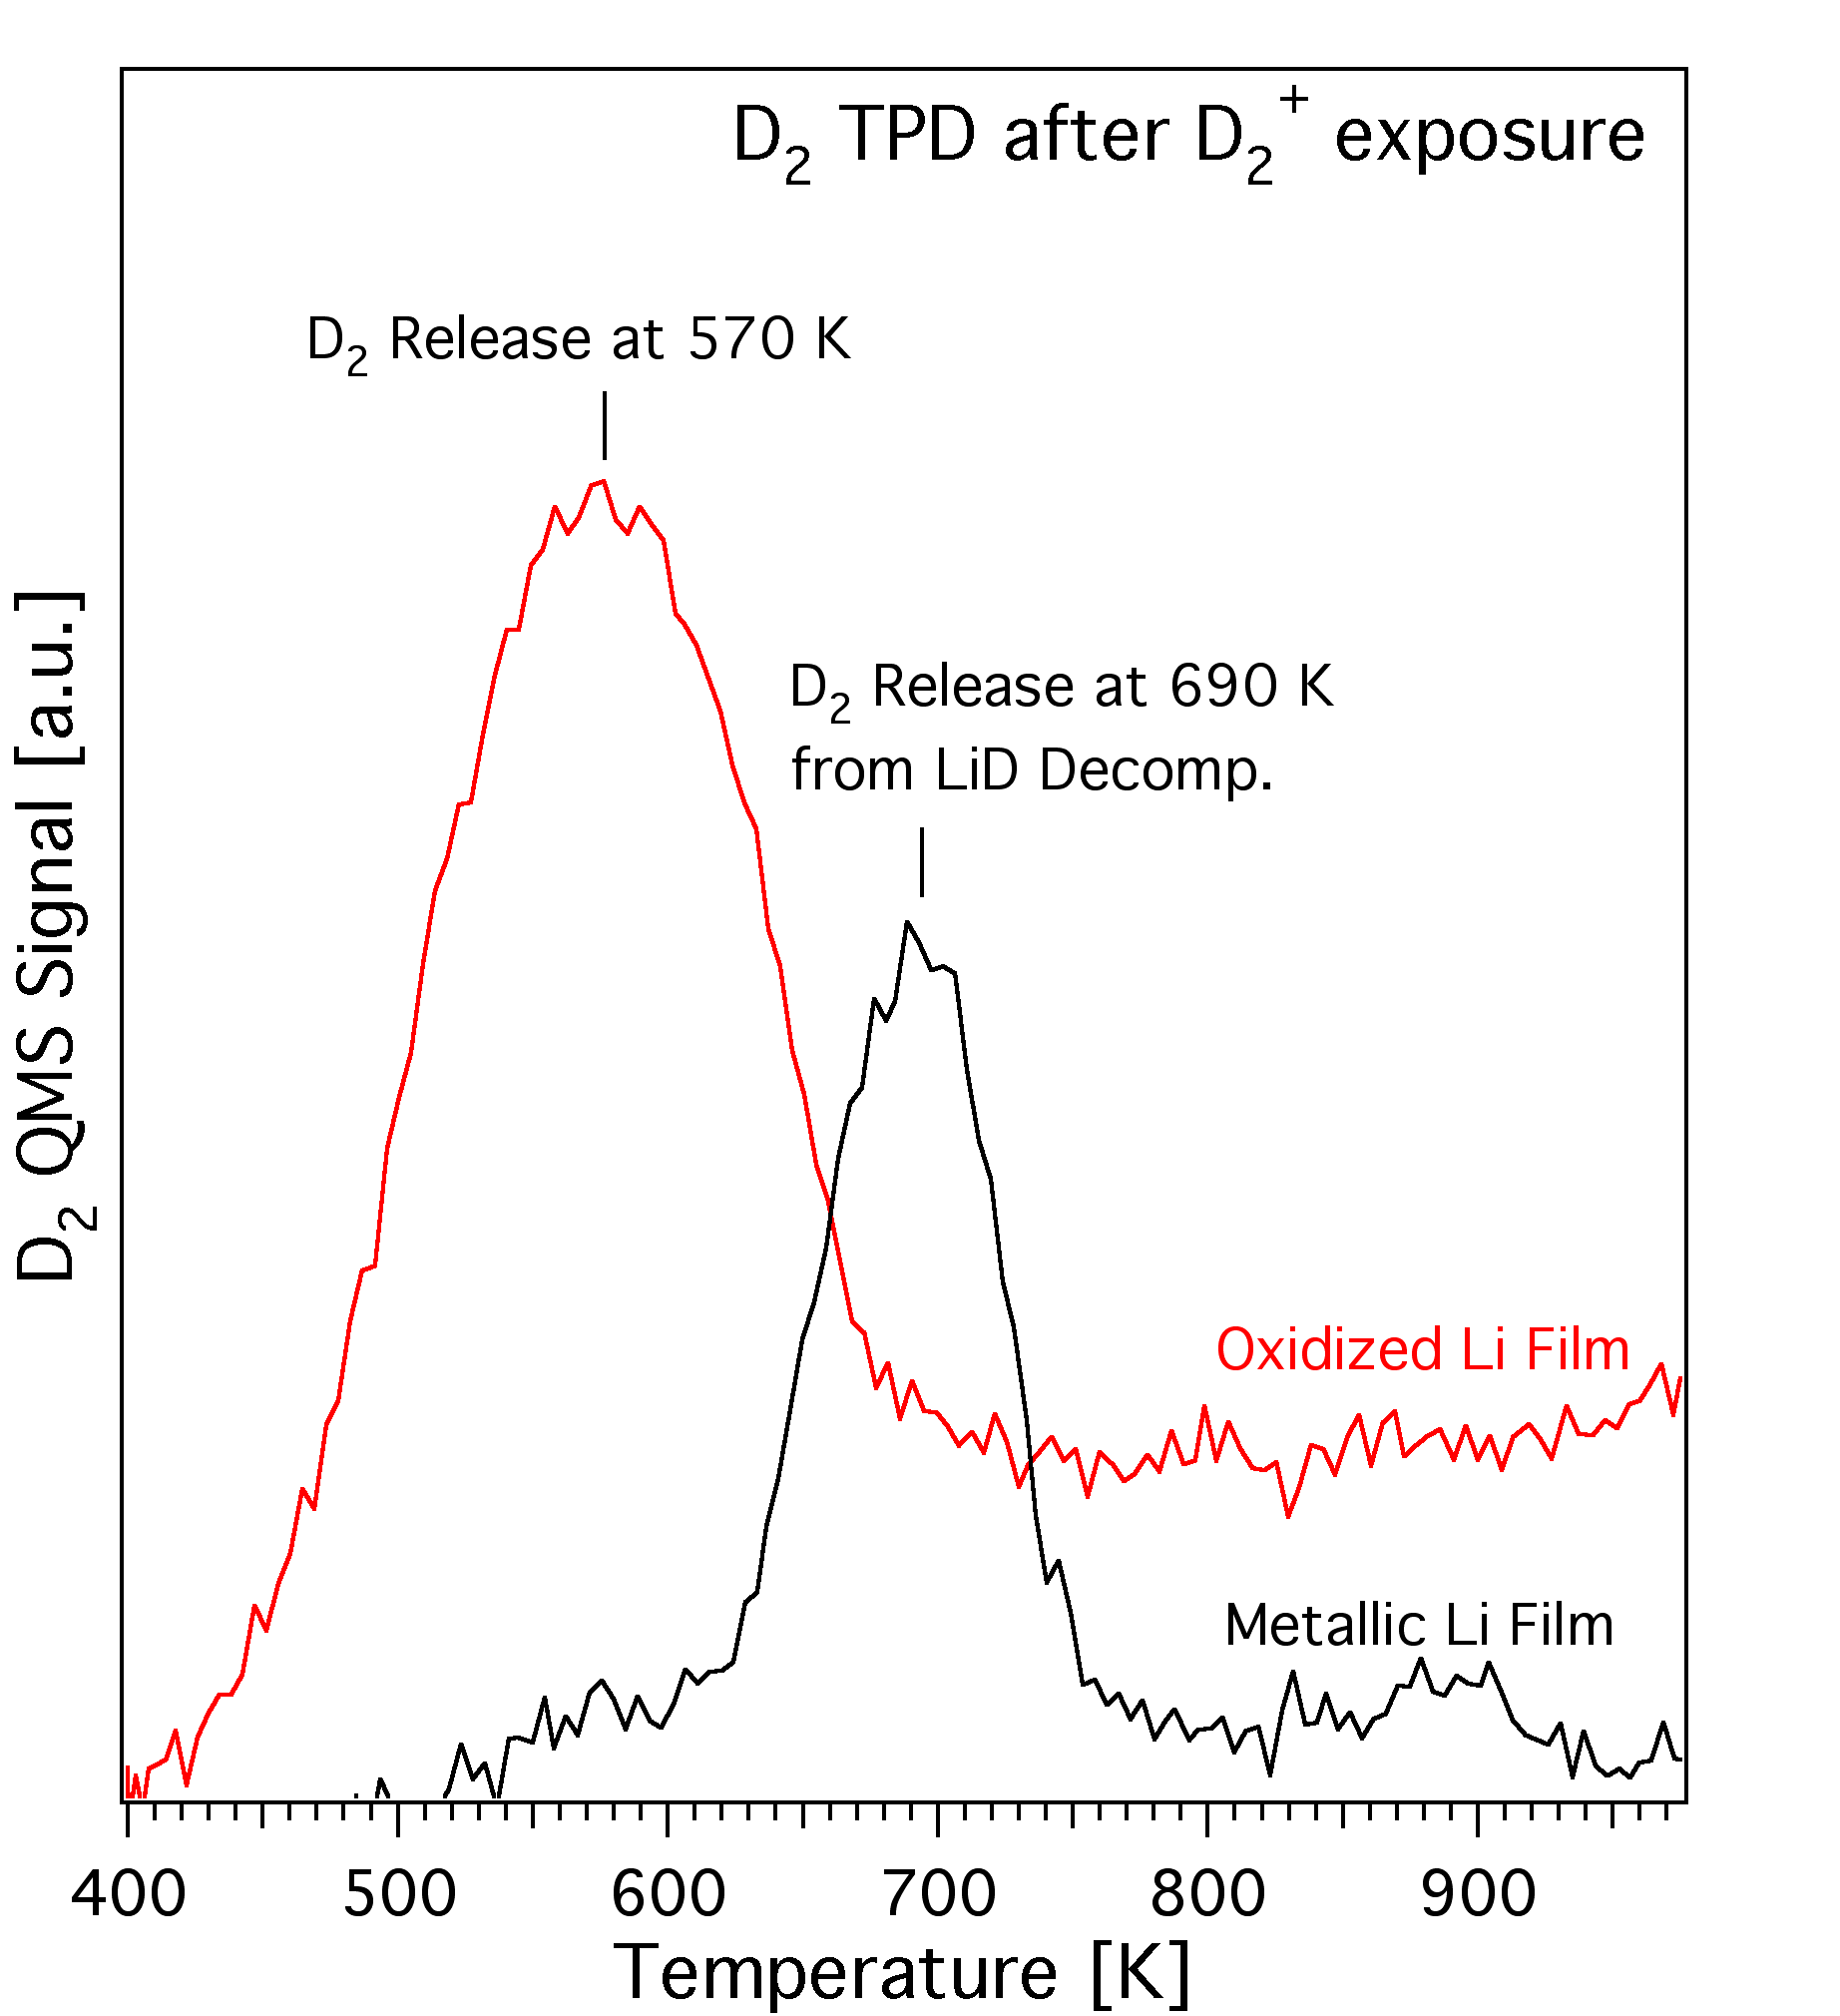 D₂ TPD after D₂⁺ exposure
D₂ Release at 570 K
D₂ Release at 690 K
from LiD Decomp.
Oxidized Li Film
Metallic Li Film
D₂ QMS Signal [a.u.]
400 500 600 700 800 900
Temperature [K]